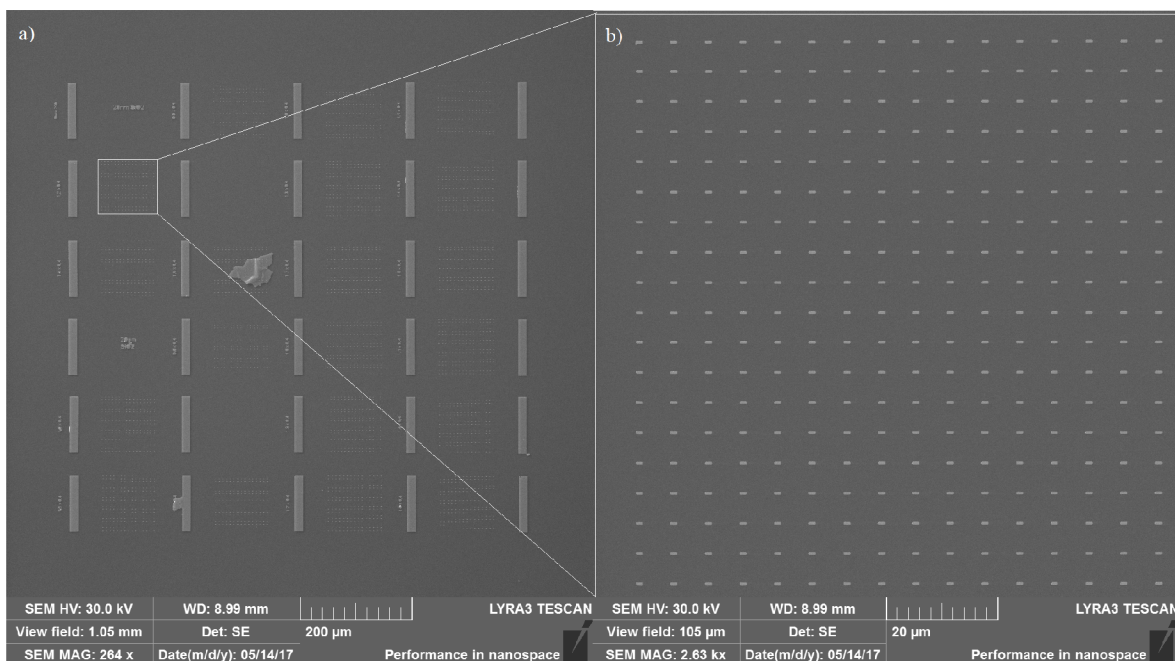 a)
b)
SEM HV: 30.0 kV
WD: 8.99 mm
LYRA3 TESCAN
View field: 1.05 mm
Det: SE
200 µm
SEM MAG: 264 x
Date(m/d/y): 05/14/17
Performance in nanospace
SEM HV: 30.0 kV
WD: 8.99 mm
LYRA3 TESCAN
View field: 105 µm
Det: SE
20 µm
SEM MAG: 2.63 kx
Date(m/d/y): 05/14/17
Performance in nanospace